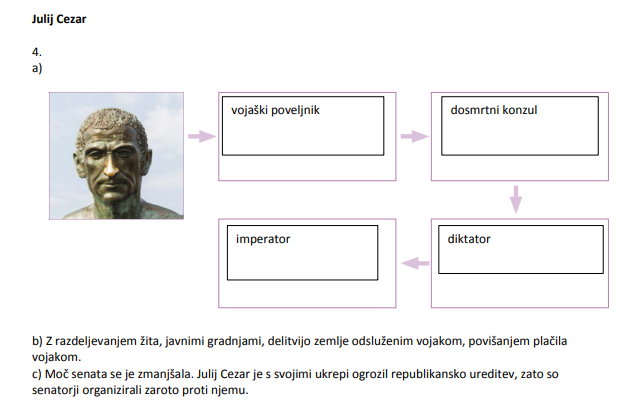 Julij Cezar
4.
a)
vojaški poveljnik
dosmrtni konzul
imperator
diktator
b) Z razdeljevanjem žita, javnimi gradnjami, delitvijo zemlje odsluženim vojakom, povišanjem plačila
vojakom.
c) Moč senata se je zmanjšala. Julij Cezar je s svojimi ukrepi ogrozil republikansko ureditev, zato so
senatorji organizirali zaroto proti njemu.